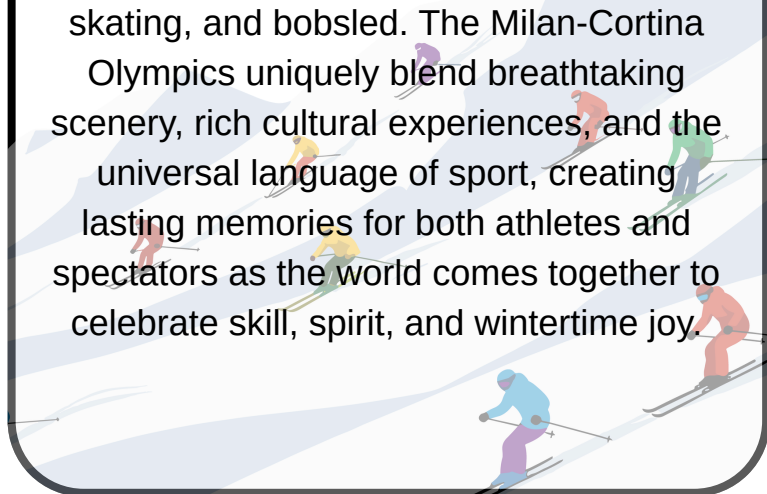 skating, and bobsled. The Milan-Cortina
Olympics uniquely blend breathtaking
scenery, rich cultural experiences, and the
universal language of sport, creating
lasting memories for both athletes and
spectators as the world comes together to
celebrate skill, spirit, and wintertime joy.